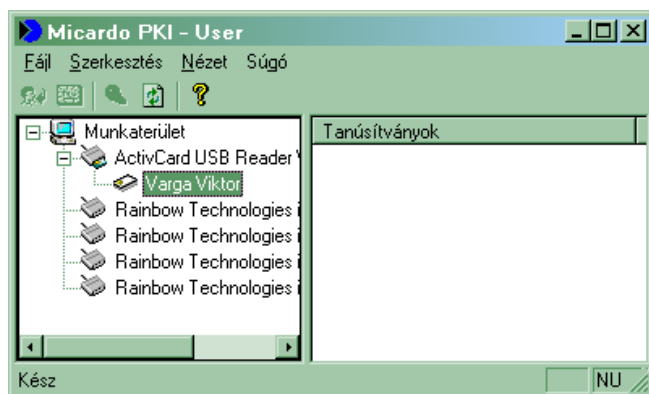 Micardo PKI - User
Fájl Szerkesztés Nézet Súgó
Munkaterület
ActivCard USB Reader
Varga Viktor
Rainbow Technologies i
Rainbow Technologies i
Rainbow Technologies i
Rainbow Technologies i
Tanúsítványok
Kész
NU